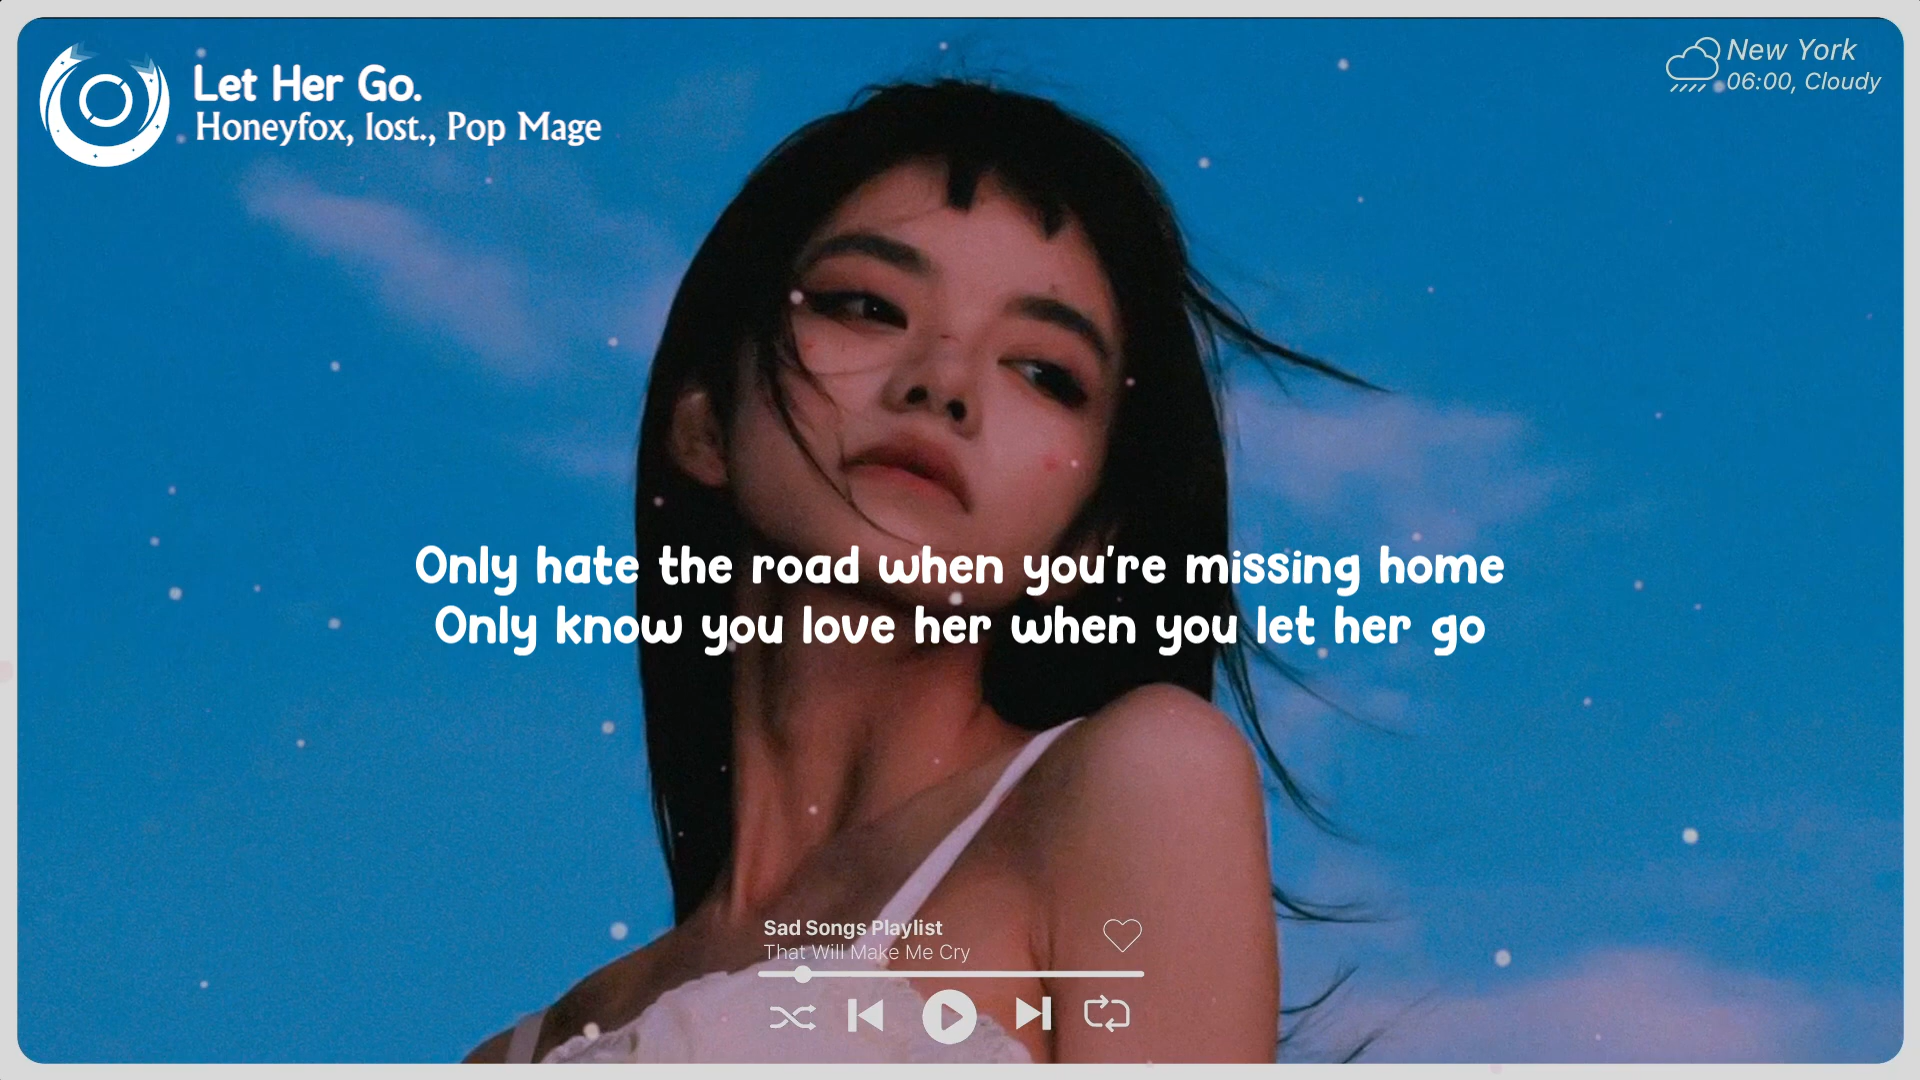 Let Her Go.
Honeyfox, lost., Pop Mage
New York
06:00, Cloudy
Only hate the road when you're missing home
Only know you love her when you let her go
Sad Songs Playlist
That Will Make Me Cry